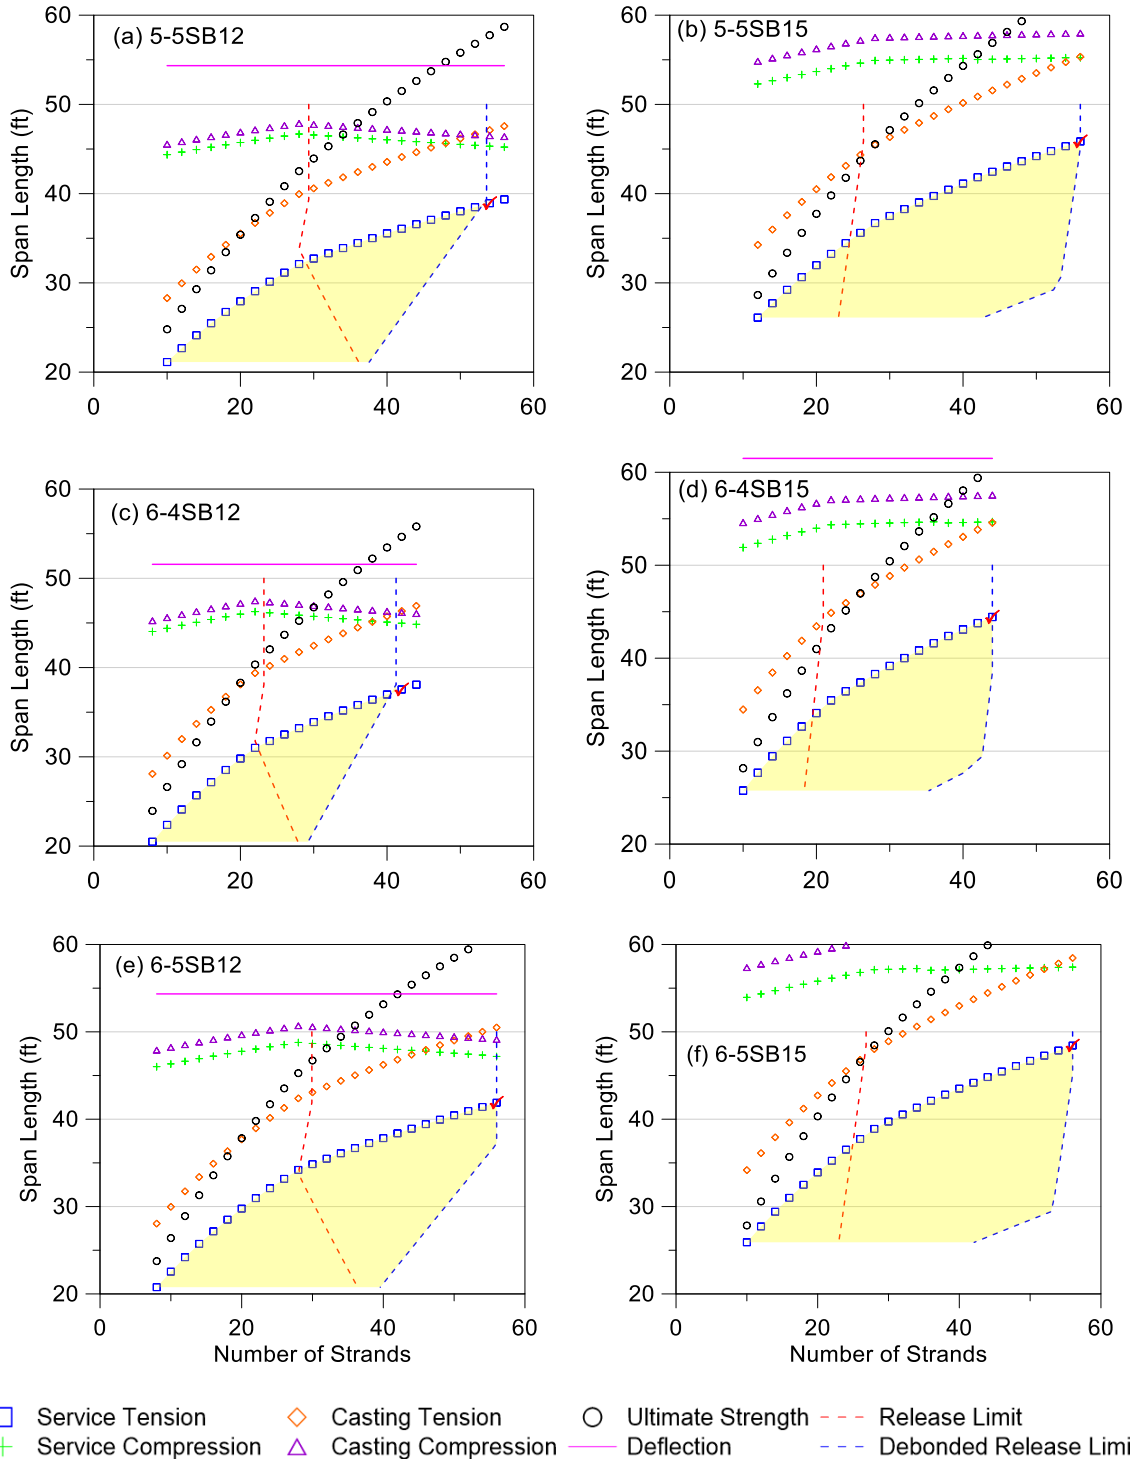 (a) 5-5SB12
60
50
40
30
20
0 20 40 60
Span Length (ft)
(b) 5-5SB15
60
50
40
30
20
0 20 40 60
Span Length (ft)
(c) 6-4SB12
60
50
40
30
20
0 20 40 60
Span Length (ft)
(d) 6-4SB15
60
50
40
30
20
0 20 40 60
Span Length (ft)
(e) 6-5SB12
60
50
40
30
20
0 20 40 60
Span Length (ft)
Number of Strands
(f) 6-5SB15
60
50
40
30
20
0 20 40 60
Span Length (ft)
Number of Strands
Service Tension Casting Tension Ultimate Strength Release Limit
Service Compression Casting Compression Deflection Debonded Release Limi